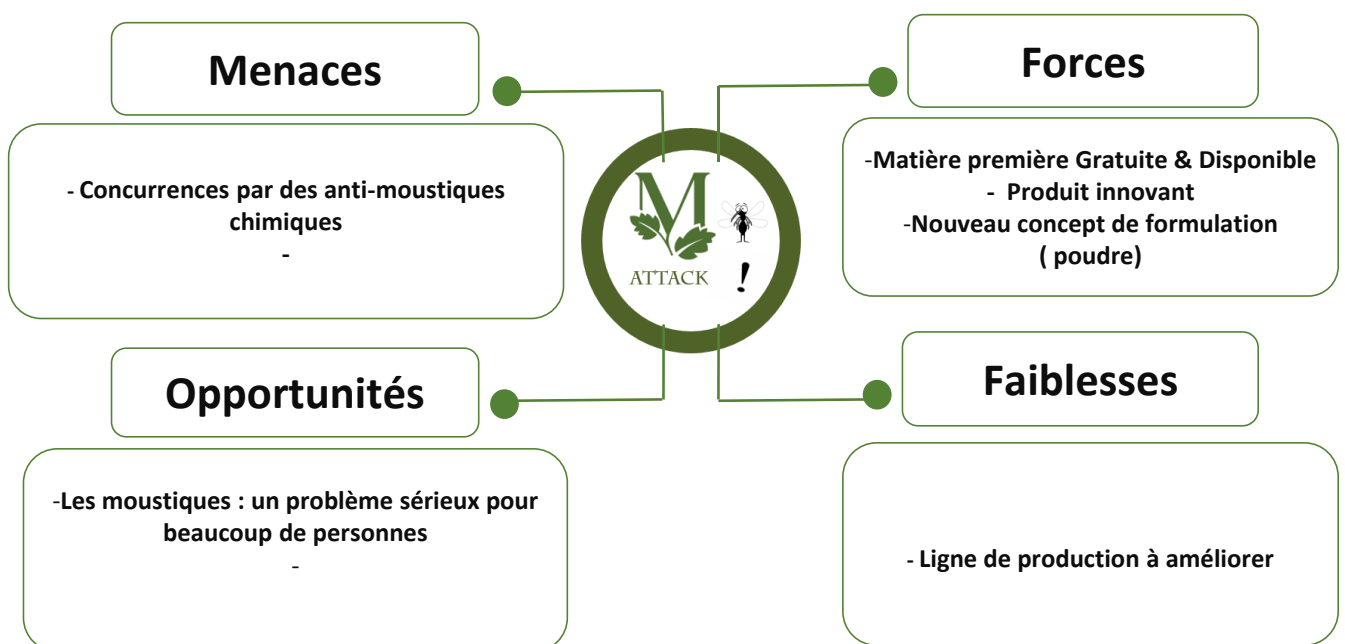 Menaces
- Concurrences par des anti-moustiques
chimiques
-
Forces
-Matière première Gratuite & Disponible
- Produit innovant
-Nouveau concept de formulation
( poudre)
M
ATTACK !
Opportunités
-Les moustiques : un problème sérieux pour
beaucoup de personnes
-
Faiblesses
- Ligne de production à améliorer